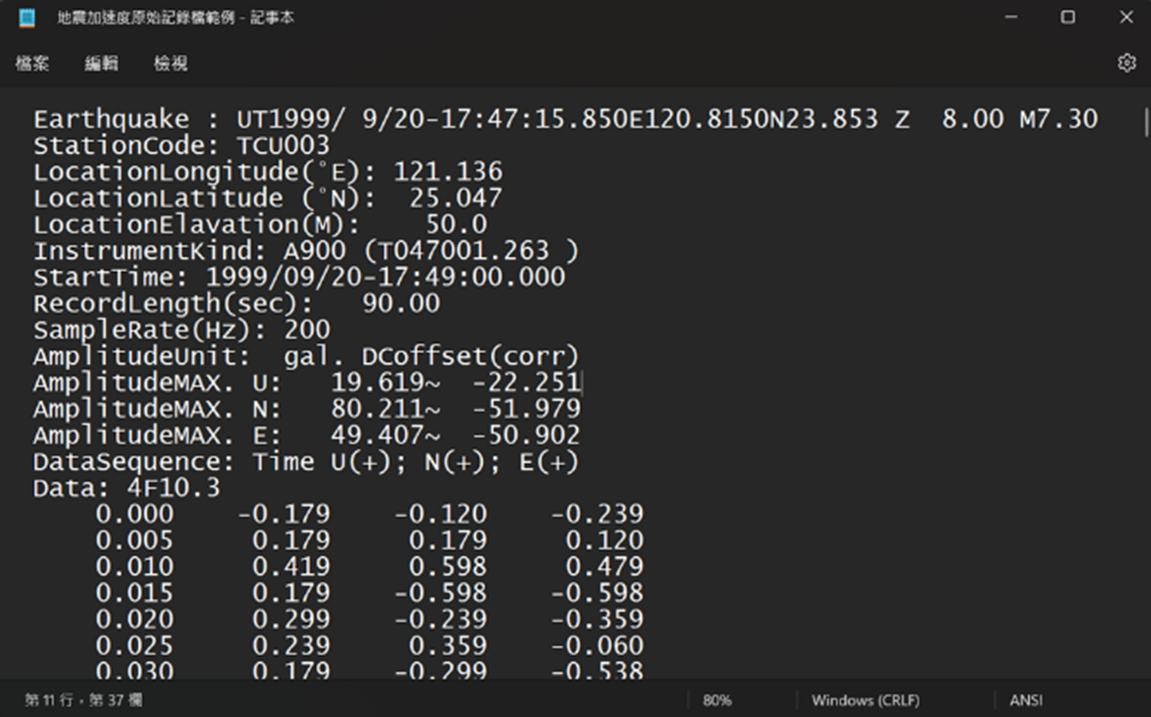 地震加速度原始記錄檔範例 - 記事本
檔案 編輯 檢視
Earthquake : UT1999/ 9/20-17:47:15.850E120.8150N23.853 Z  8.00 M7.30
StationCode: TCU003
LocationLongitude(°E): 121.136
LocationLatitude (°N):  25.047
LocationElavation(M):    50.0
InstrumentKind: A900 (T047001.263 )
StartTime: 1999/09/20-17:49:00.000
RecordLength(sec):   90.00
SampleRate(Hz): 200
AmplitudeUnit:  gal. DCoffset(corr)
AmplitudeMAX. U:   19.619~  -22.251
AmplitudeMAX. N:   80.211~  -51.979
AmplitudeMAX. E:   49.407~  -50.902
DataSequence: Time U(+); N(+); E(+)
Data: 4F10.3
0.000    -0.179    -0.120    -0.239
0.005     0.179     0.179     0.120
0.010     0.419     0.598     0.479
0.015     0.179    -0.598    -0.598
0.020     0.299    -0.239    -0.359
0.025     0.239     0.359    -0.060
0.030     0.179    -0.299    -0.538
第 11 行，第 37 欄 80% Windows (CRLF) ANSI